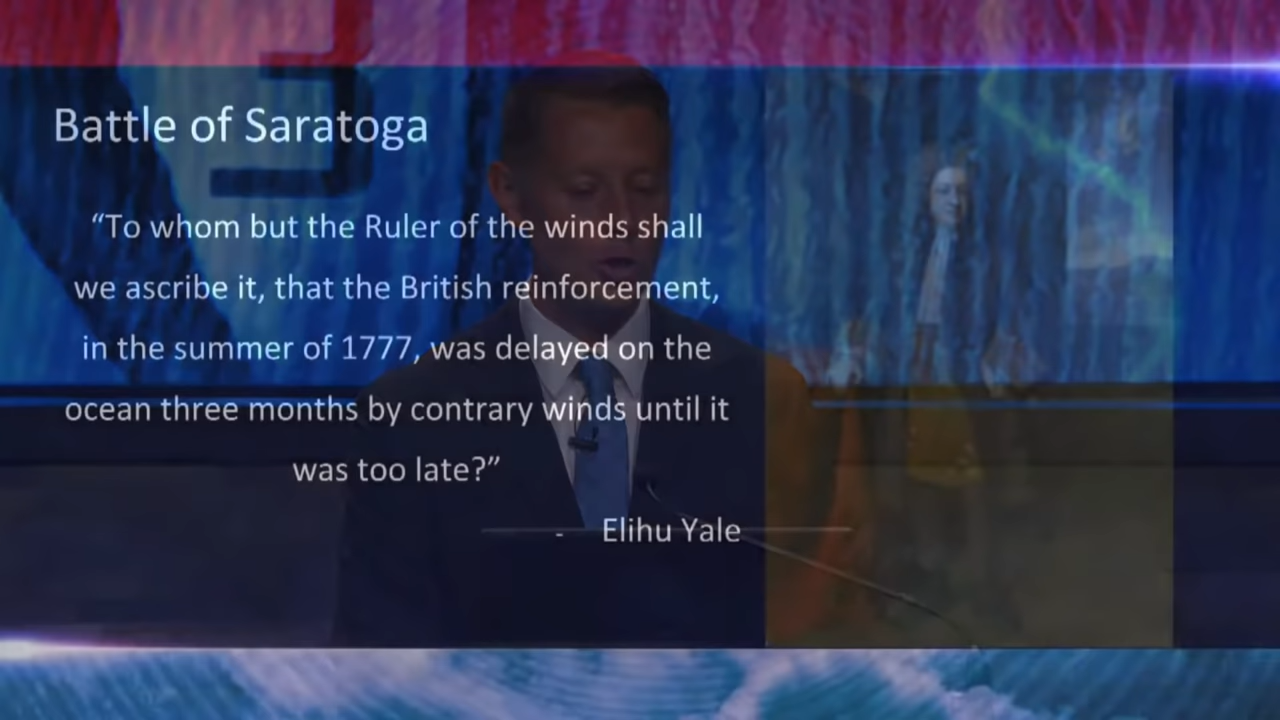 Battle of Saratoga
“To whom but the Ruler of the winds shall
we ascribe it, that the British reinforcement,
in the summer of 1777, was delayed on the
ocean three months by contrary winds until it
was too late?”
- Elihu Yale